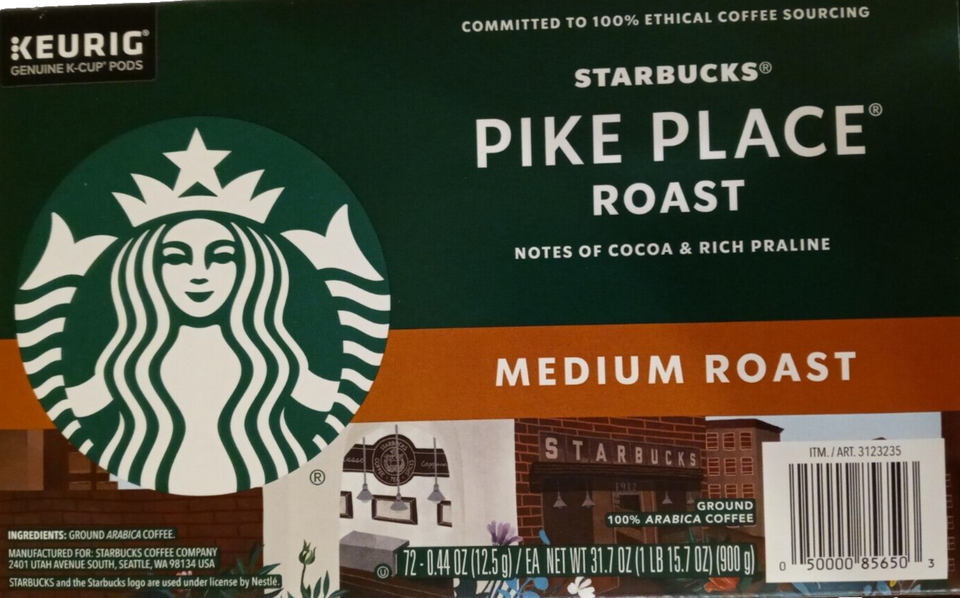 KEURIG®
GENUINE K-CUP® PODS
COMMITTED TO 100% ETHICAL COFFEE SOURCING
STARBUCKS®
PIKE PLACE®
ROAST
NOTES OF COCOA & RICH PRALINE
MEDIUM ROAST
®
STARBUCKS
1912
GROUND
100% ARABICA COFFEE
ITM. / ART. 3123235
0 50000 85650 3
INGREDIENTS: GROUND ARABICA COFFEE.
MANUFACTURED FOR: STARBUCKS COFFEE COMPANY
2401 UTAH AVENUE SOUTH, SEATTLE, WA 98134 USA
STARBUCKS and the Starbucks logo are used under license by Nestlé.
U
72 - 0.44 OZ (12.5 g) / EA NET WT 31.7 OZ (1 LB 15.7 OZ) (900 g)